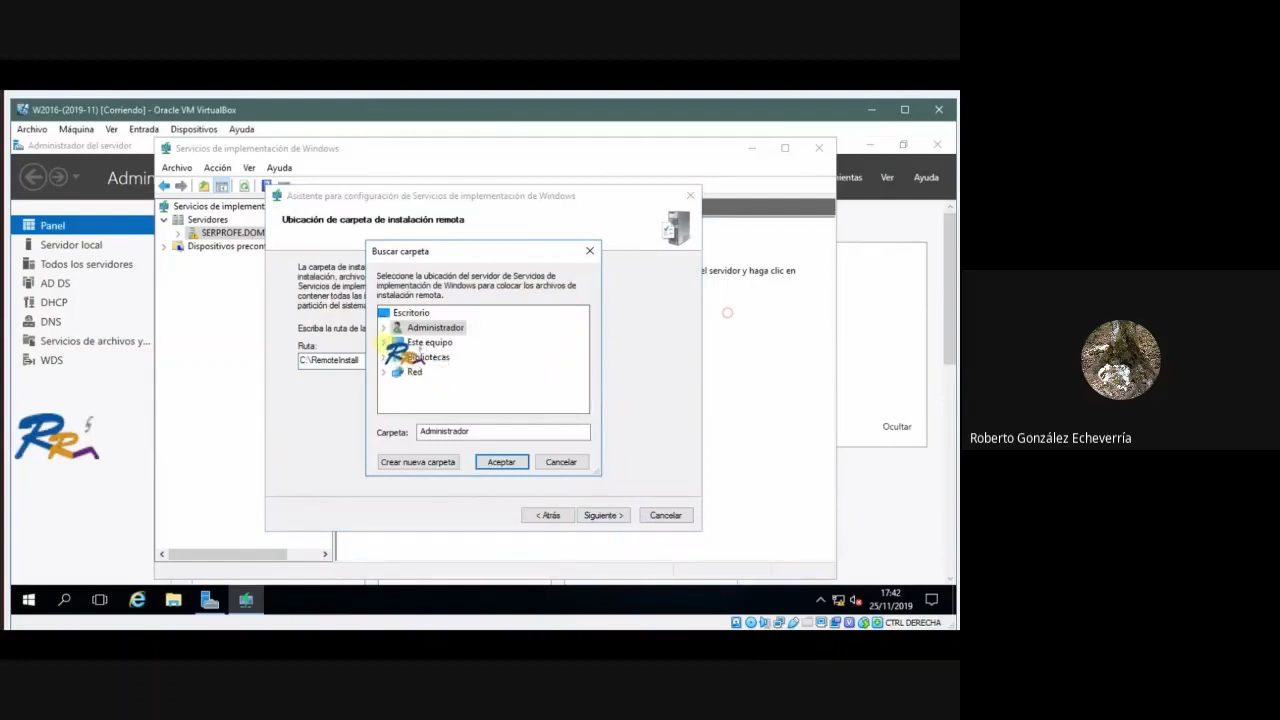 W2016-(2019-11) [Corriendo] - Oracle VM VirtualBox
Archivo Máquina Ver Entrada Dispositivos Ayuda
Administrador del servidor
Servicios de implementación de Windows
Admin
ientas Ver Ayuda
Archivo Acción Ver Ayuda
Servicios de implement
Servidores
SERPROFE.DOM
Dispositivos precon
Panel
Servidor local
Todos los servidores
AD DS
DHCP
DNS
Servicios de archivos y...
WDS
Asistente para configuración de Servicios de implementación de Windows
Ubicación de carpeta de instalación remota
La carpeta de insta
instalación, archivo
Servicios de implem
contener todas las
partición del sistema
Escriba la ruta de la
Ruta:
C:\RemoteInstall
el servidor y haga clic en
Buscar carpeta
Seleccione la ubicación del servidor de Servicios de
implementación de Windows para colocar los archivos de
instalación remota.
Escritorio
Administrador
Este equipo
Bibliotecas
Red
Carpeta: Administrador
Crear nueva carpeta Aceptar Cancelar
< Atrás Siguiente > Cancelar
Ocultar
RR
17:42
25/11/2019
CTRL DERECHA
Roberto González Echeverría